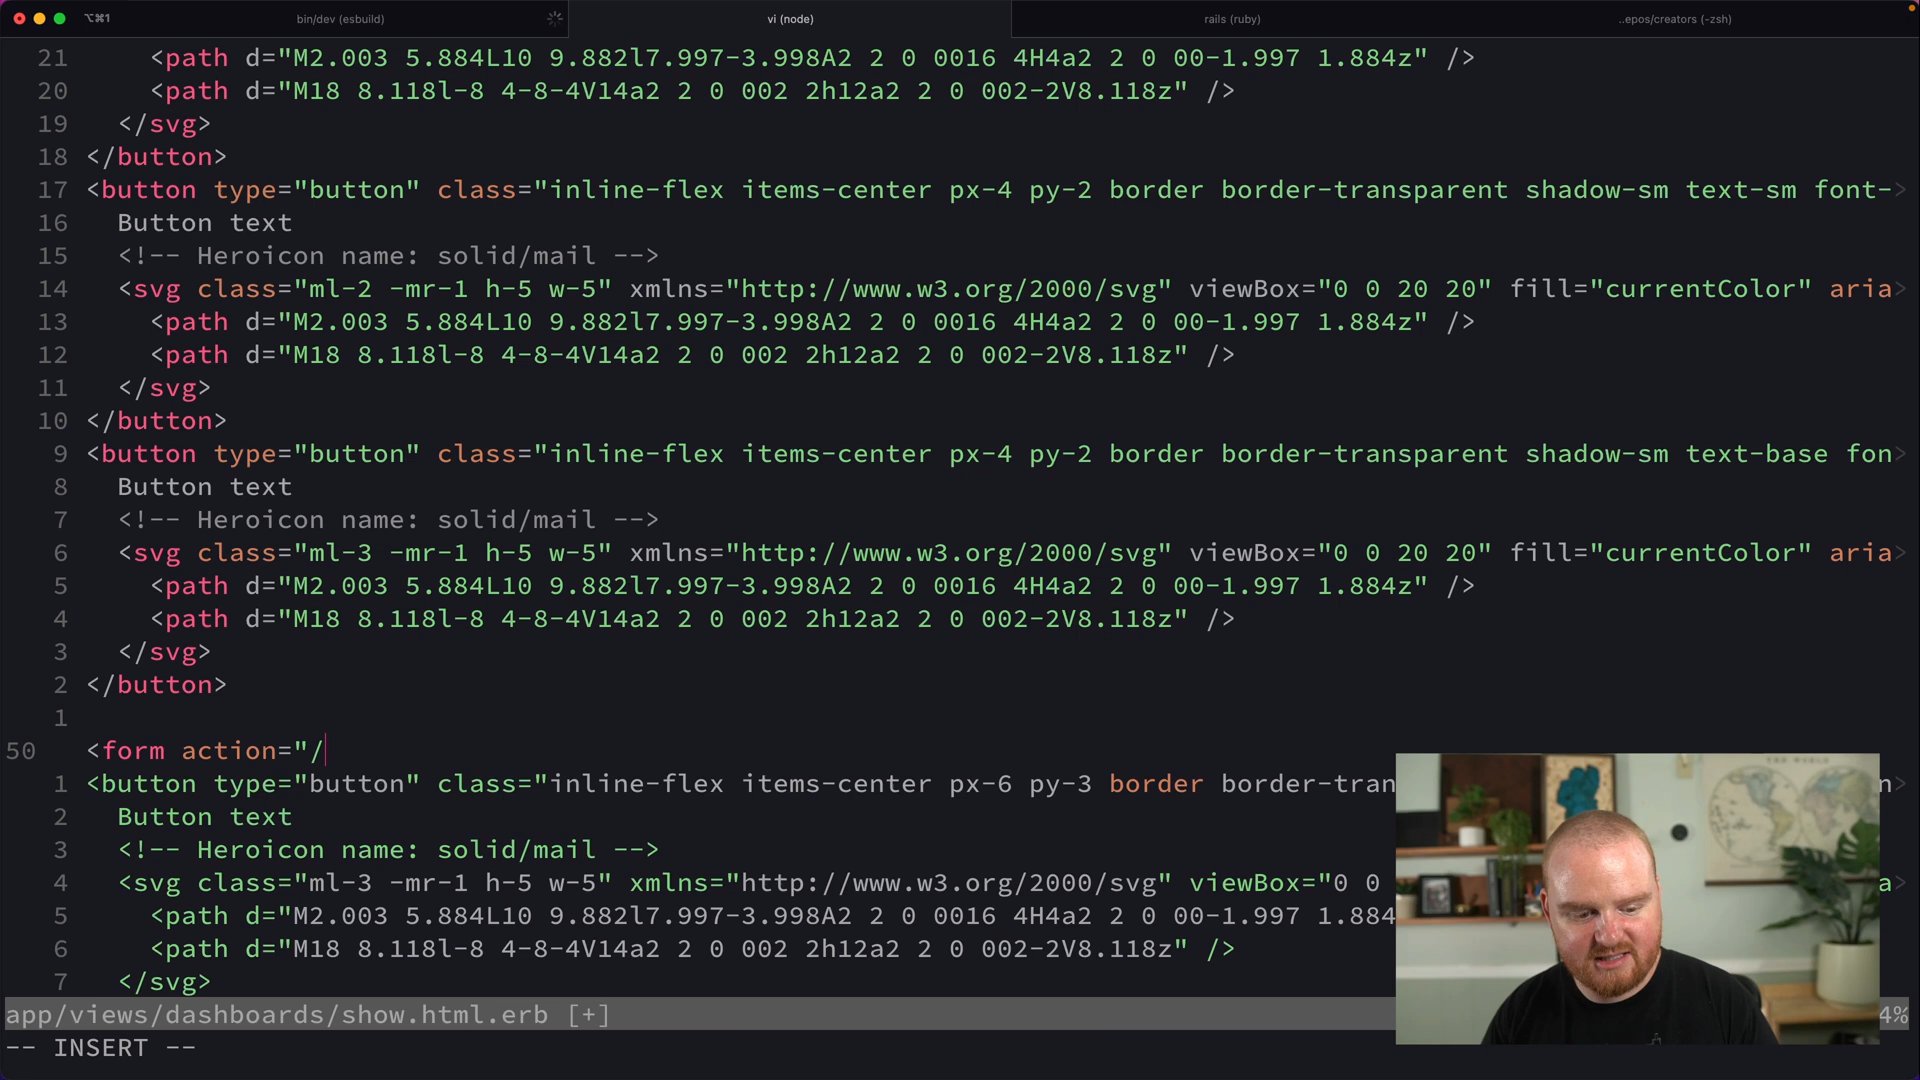 ⌥⌘1
bin/dev (esbuild)
vi (node)
rails (ruby)
..epos/creators (-zsh)
21 <path d="M2.003 5.884L10 9.882l7.997-3.998A2 2 0 0016 4H4a2 2 0 00-1.997 1.884z" />
20 <path d="M18 8.118l-8 4-8-4V14a2 2 0 002 2h12a2 2 0 002-2V8.118z" />
19 </svg>
18 </button>
17 <button type="button" class="inline-flex items-center px-4 py-2 border border-transparent shadow-sm text-sm font->
16 Button text
15 <!-- Heroicon name: solid/mail -->
14 <svg class="ml-2 -mr-1 h-5 w-5" xmlns="http://www.w3.org/2000/svg" viewBox="0 0 20 20" fill="currentColor" aria>
13 <path d="M2.003 5.884L10 9.882l7.997-3.998A2 2 0 0016 4H4a2 2 0 00-1.997 1.884z" />
12 <path d="M18 8.118l-8 4-8-4V14a2 2 0 002 2h12a2 2 0 002-2V8.118z" />
11 </svg>
10 </button>
9 <button type="button" class="inline-flex items-center px-4 py-2 border border-transparent shadow-sm text-base fon>
8 Button text
7 <!-- Heroicon name: solid/mail -->
6 <svg class="ml-3 -mr-1 h-5 w-5" xmlns="http://www.w3.org/2000/svg" viewBox="0 0 20 20" fill="currentColor" aria>
5 <path d="M2.003 5.884L10 9.882l7.997-3.998A2 2 0 0016 4H4a2 2 0 00-1.997 1.884z" />
4 <path d="M18 8.118l-8 4-8-4V14a2 2 0 002 2h12a2 2 0 002-2V8.118z" />
3 </svg>
2 </button>
1
50 <form action="/
1 <button type="button" class="inline-flex items-center px-6 py-3 border border-tran n>
2 Button text
3 <!-- Heroicon name: solid/mail -->
4 <svg class="ml-3 -mr-1 h-5 w-5" xmlns="http://www.w3.org/2000/svg" viewBox="0 0 a>
5 <path d="M2.003 5.884L10 9.882l7.997-3.998A2 2 0 0016 4H4a2 2 0 00-1.997 1.884
6 <path d="M18 8.118l-8 4-8-4V14a2 2 0 002 2h12a2 2 0 002-2V8.118z" />
7 </svg>
app/views/dashboards/show.html.erb [+] 4%
-- INSERT --